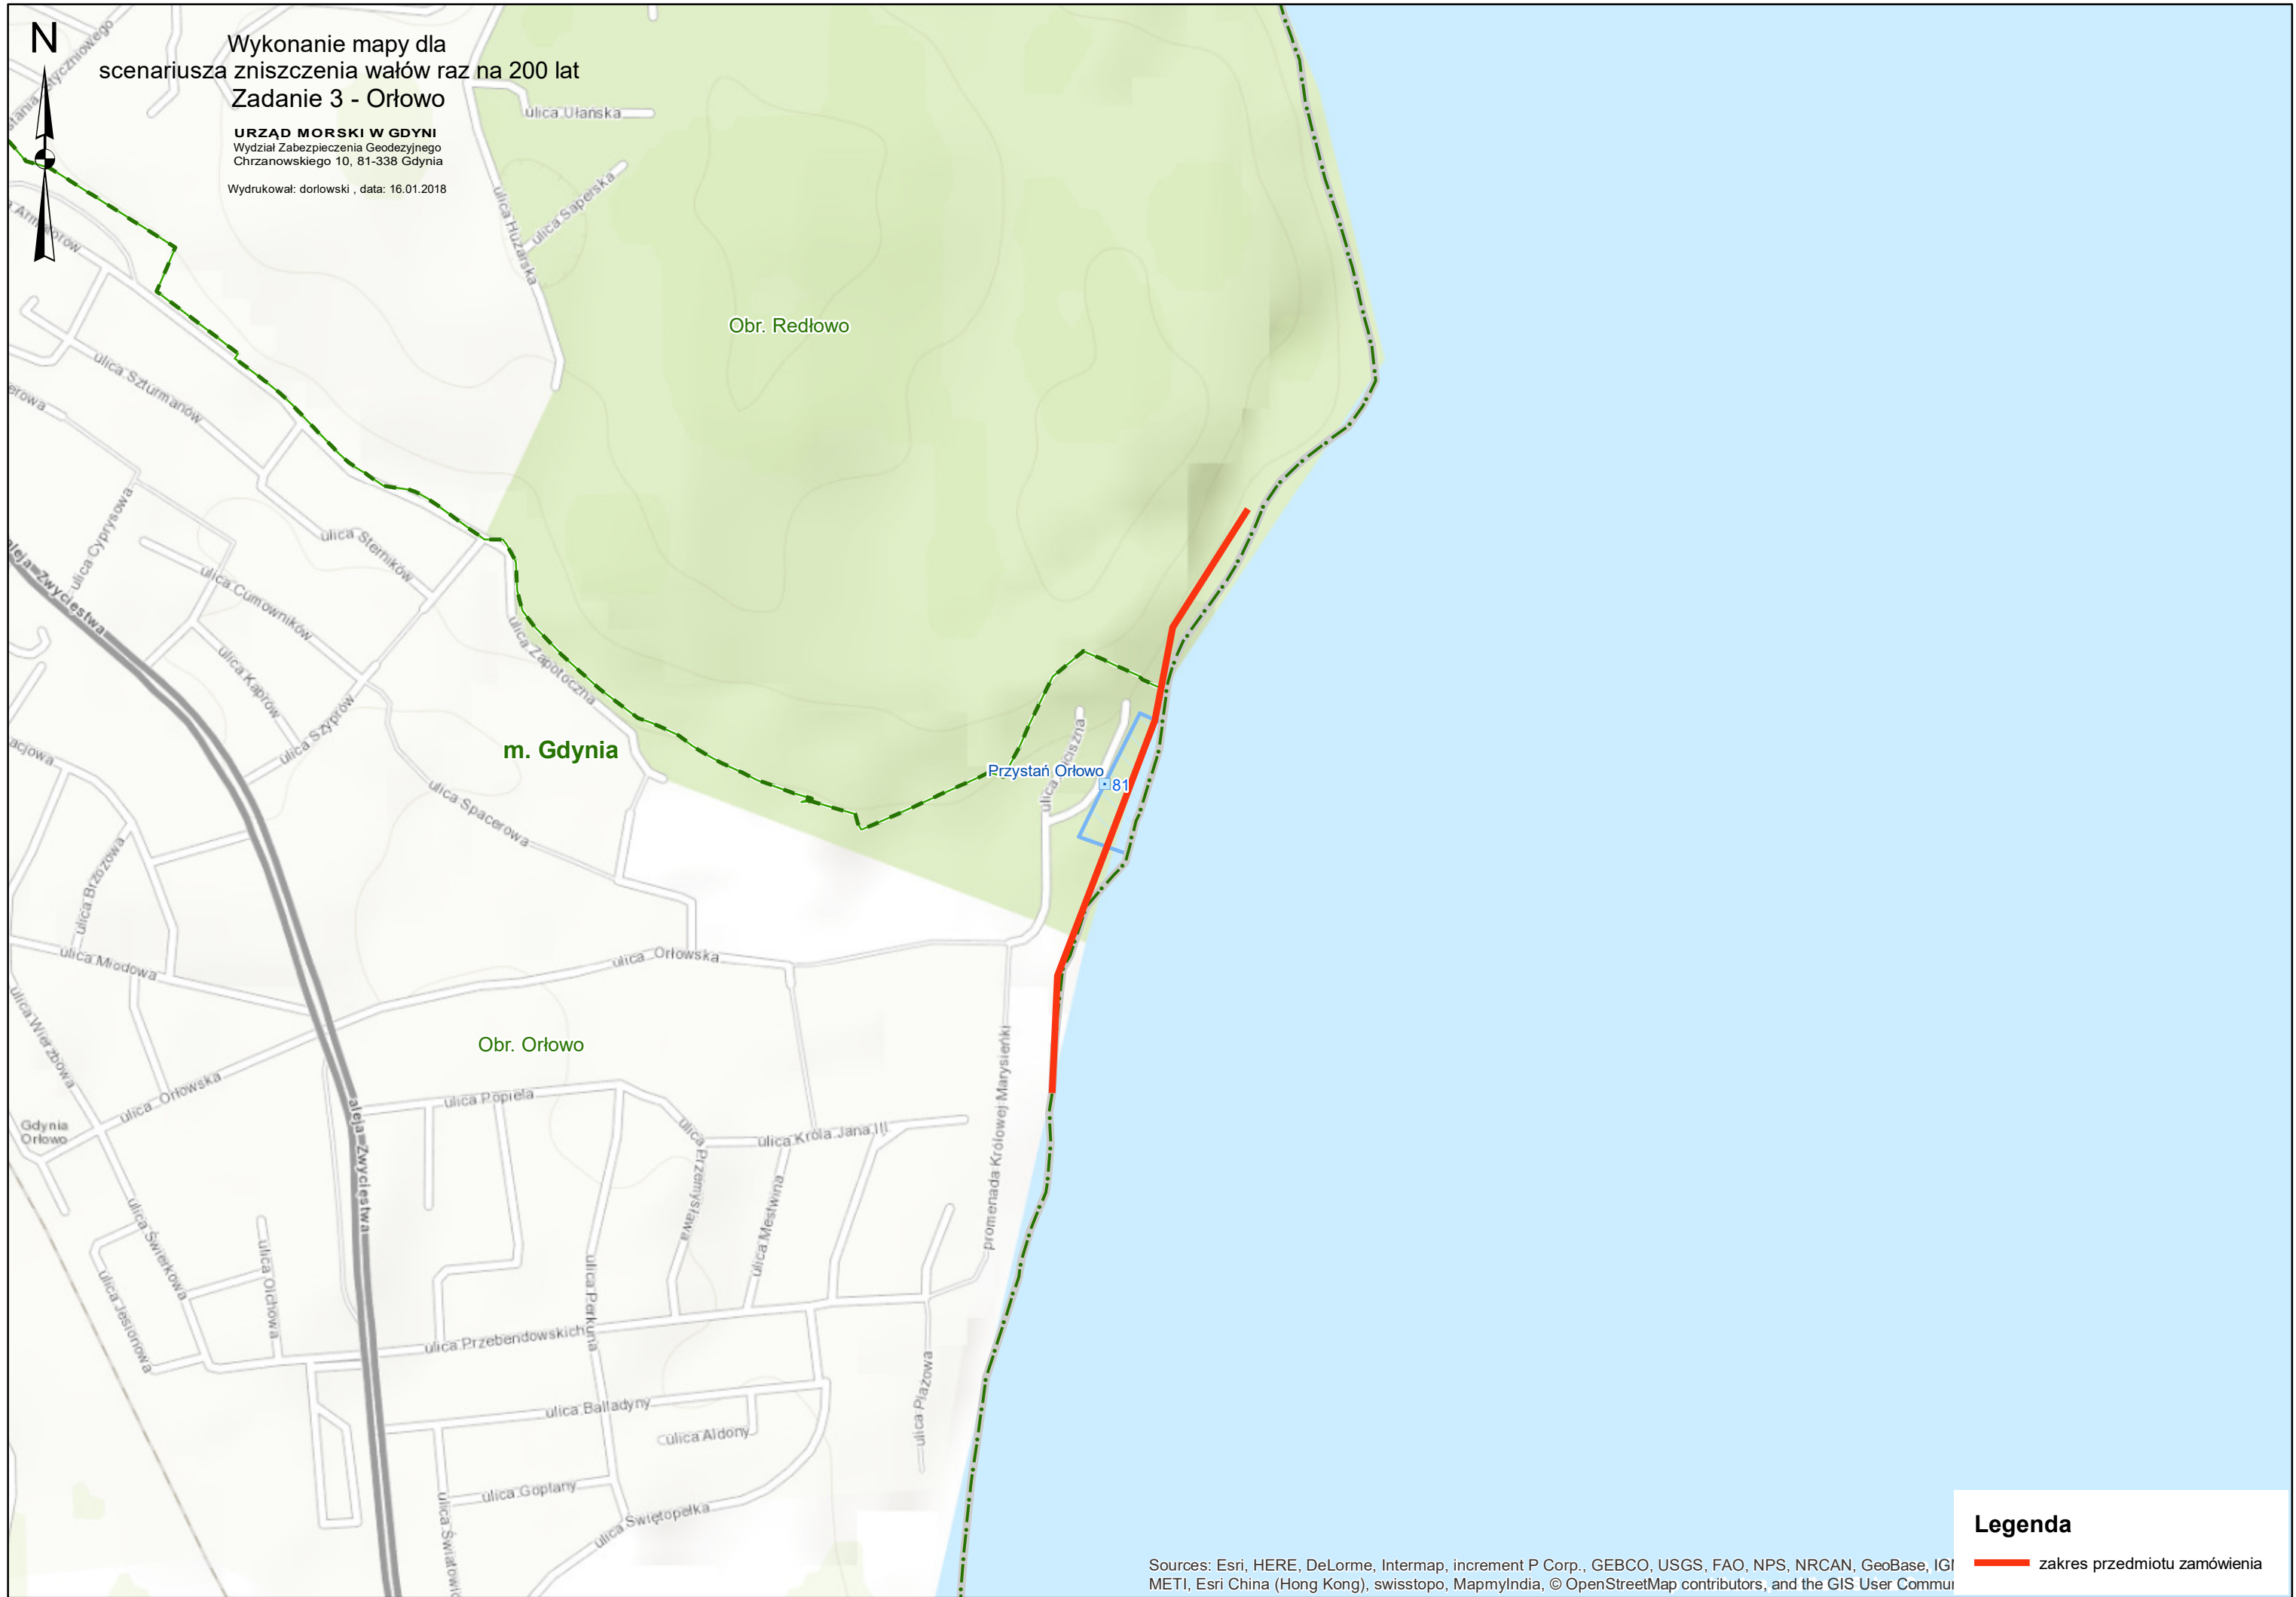 N
Wykonanie mapy dla
scenariusza zniszczenia wałów raz na 200 lat
Zadanie 3 - Orłowo
URZĄD MORSKI W GDYNI
Wydział Zabezpieczenia Geodezyjnego
Chrzanowskiego 10, 81-338 Gdynia
Wydrukował: dorlowski , data: 16.01.2018
ulica Ułańska
ulica Saperska
ulica Huzarska
Obr. Redłowo
ulica Szturmanów
ulica Cyprysowa
ulica Sterników
ulica Cumowników
aleja Zwycięstwa
ulica Kaprów
ulica Szyprów
ulica Zapotoczna
m. Gdynia
ulica Spacerowa
Przystań Orłowo
81
ulica Brzozowa
ulica Miodowa
ulica Orłowska
ulica Wierzbowa
Obr. Orłowo
ulica Orłowska
Gdynia
Orłowo
aleja Zwycięstwa
ulica Popiela
ulica Przemysława
ulica Króla Jana III
ulica Mestwina
promenada Królowej Marysieńki
ulica Świerkowa
ulica Jesionowa
ulica Olchowa
ulica Perkuna
ulica Przebendowskich
ulica Plażowa
ulica Balladyny
ulica Aldony
ulica Goplany
ulica Świętopełka
Legenda
zakres przedmiotu zamówienia
Sources: Esri, HERE, DeLorme, Intermap, increment P Corp., GEBCO, USGS, FAO, NPS, NRCAN, GeoBase,
METI, Esri China (Hong Kong), swisstopo, MapmyIndia, © OpenStreetMap contributors, and the GIS User